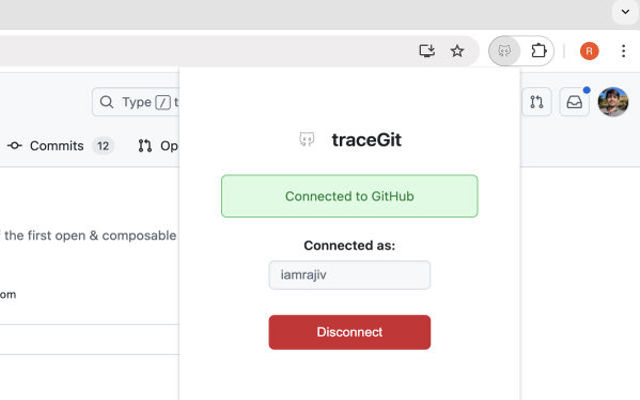 R
Type / t
Commits 12 Op
traceGit
Connected to GitHub
the first open & composable
Connected as:
iamrajiv
om
Disconnect